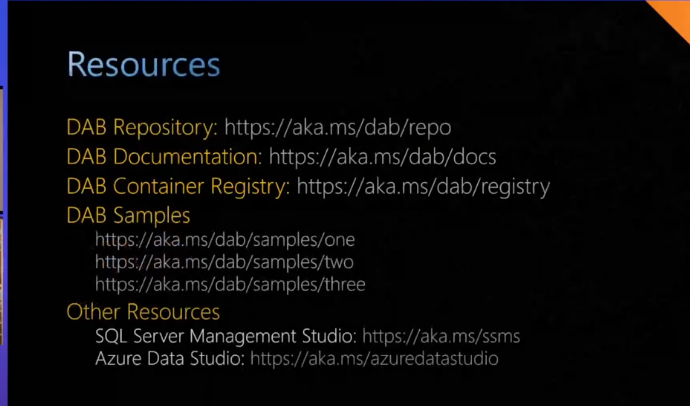 Resources
DAB Repository: https://aka.ms/dab/repo
DAB Documentation: https://aka.ms/dab/docs
DAB Container Registry: https://aka.ms/dab/registry
DAB Samples
https://aka.ms/dab/samples/one
https://aka.ms/dab/samples/two
https://aka.ms/dab/samples/three
Other Resources
SQL Server Management Studio: https://aka.ms/ssms
Azure Data Studio: https://aka.ms/azuredatastudio